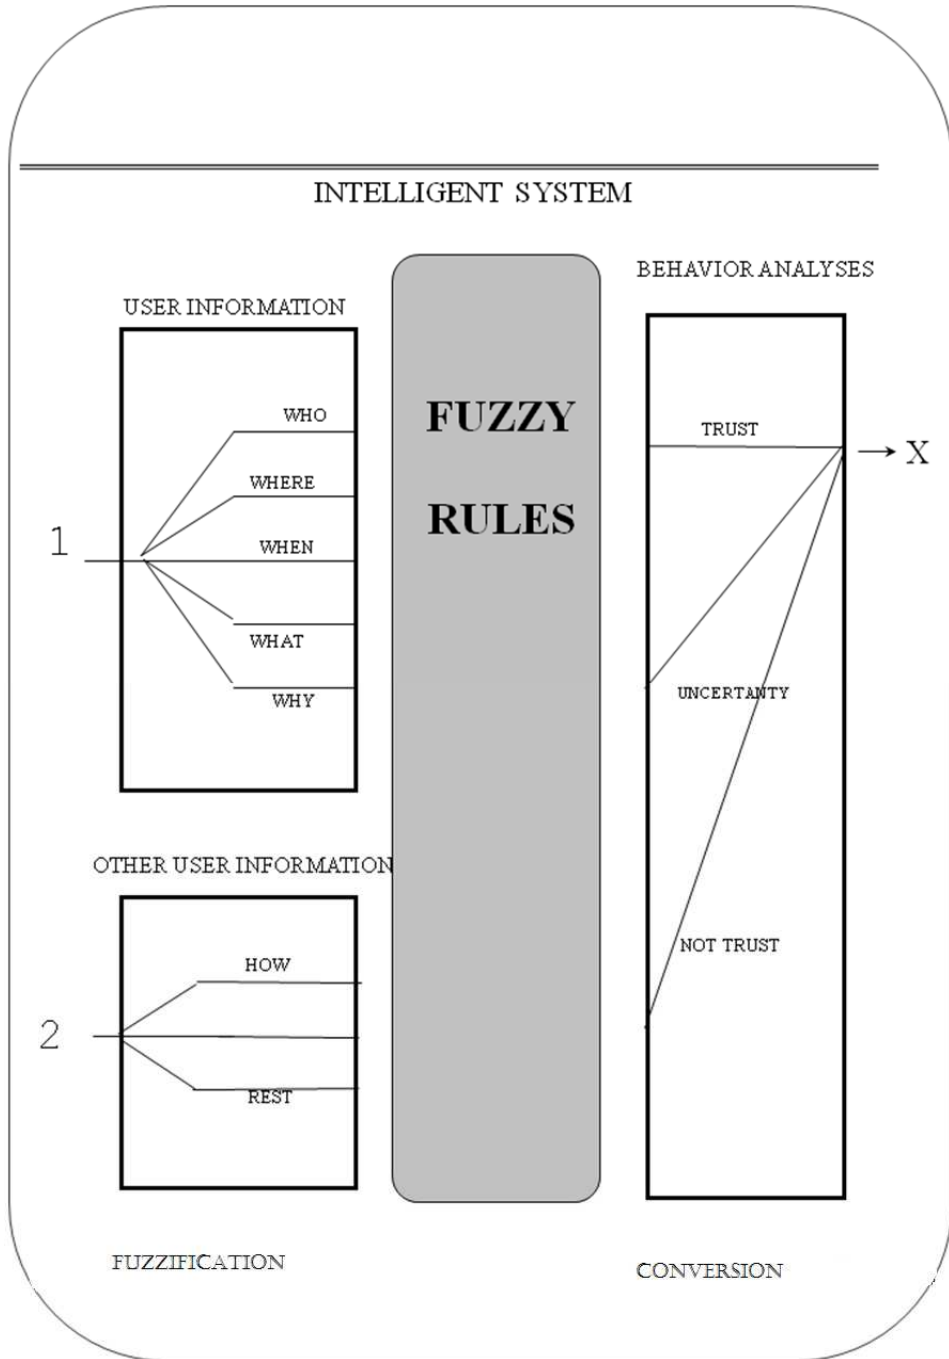 INTELLIGENT SYSTEM
BEHAVIOR ANALYSES
USER INFORMATION
WHO
WHERE
1
WHEN
WHAT
WHY
FUZZY
RULES
TRUST
X
UNCERTANTY
NOT TRUST
OTHER USER INFORMATION
HOW
2
REST
FUZZIFICATION
CONVERSION